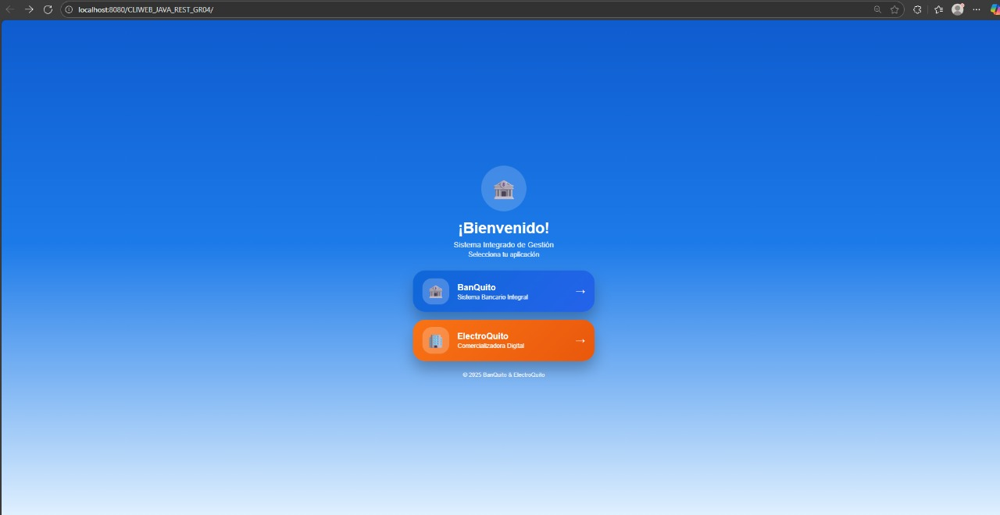 localhost:8080/CLIWEB_JAVA_REST_GR04/
¡Bienvenido!
Sistema Integrado de Gestión
Selecciona tu aplicación
BanQuito
Sistema Bancario Integral
→
ElectroQuito
Comercializadora Digital
→
© 2025 BanQuito & ElectroQuito